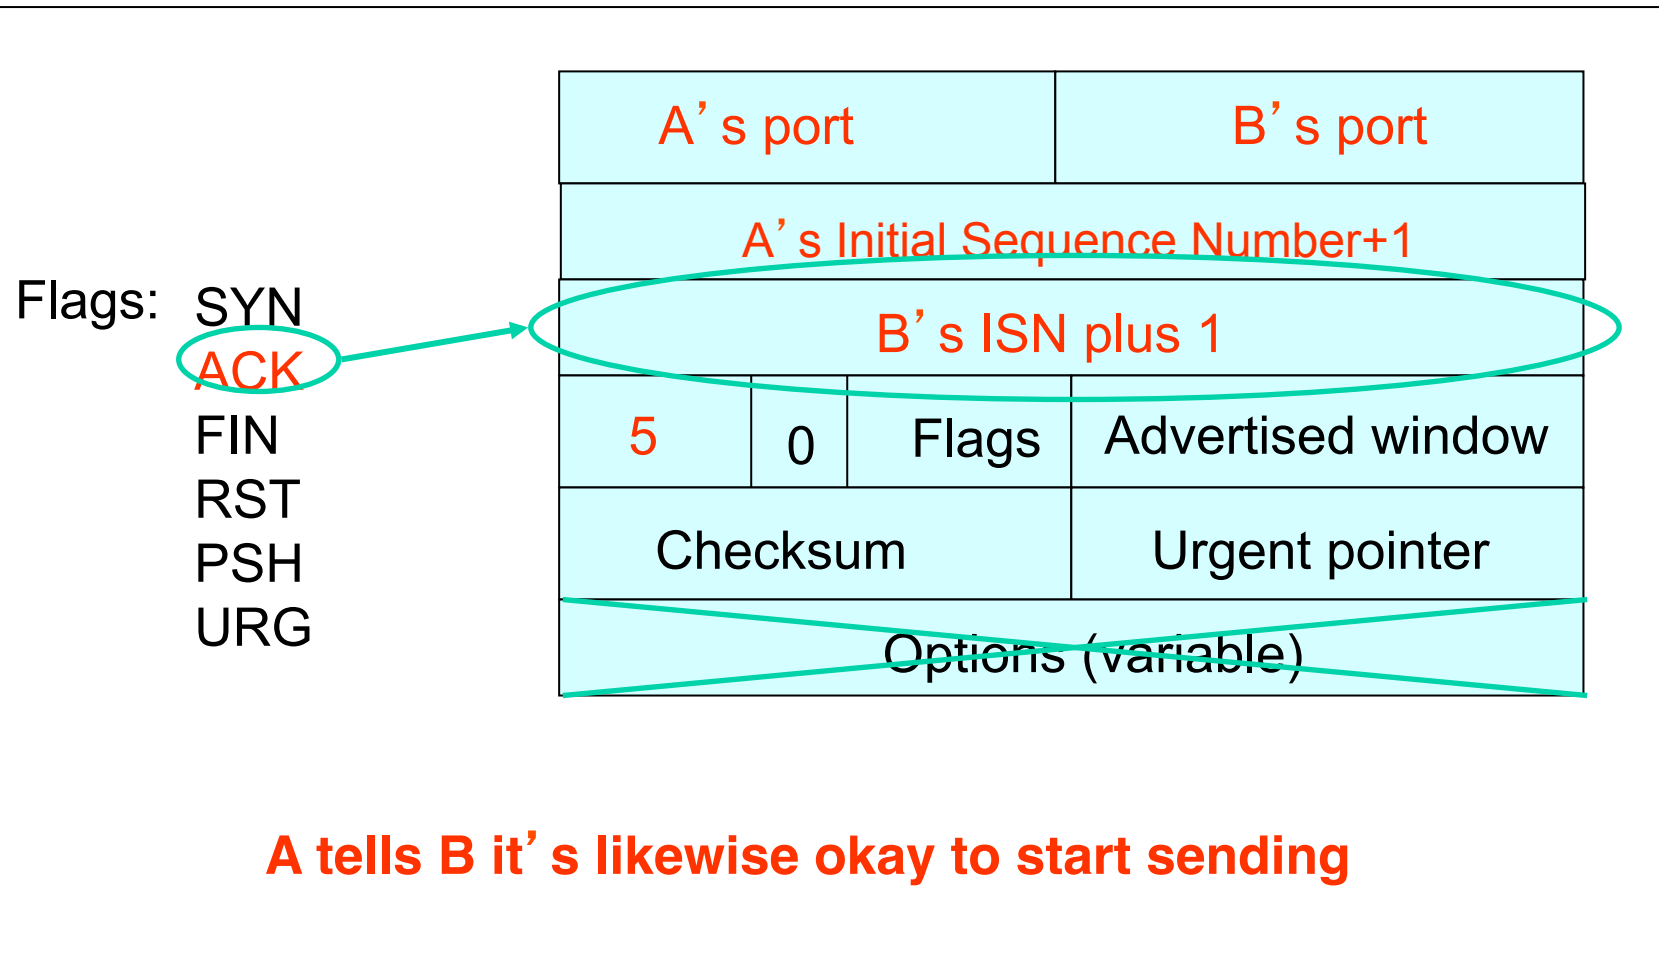 A’s port
B’s port
A’s Initial Sequence Number+1
Flags:
SYN
ACK
FIN
RST
PSH
URG
B’s ISN plus 1
5
0
Flags
Advertised window
Checksum
Urgent pointer
Options (variable)
A tells B it’s likewise okay to start sending